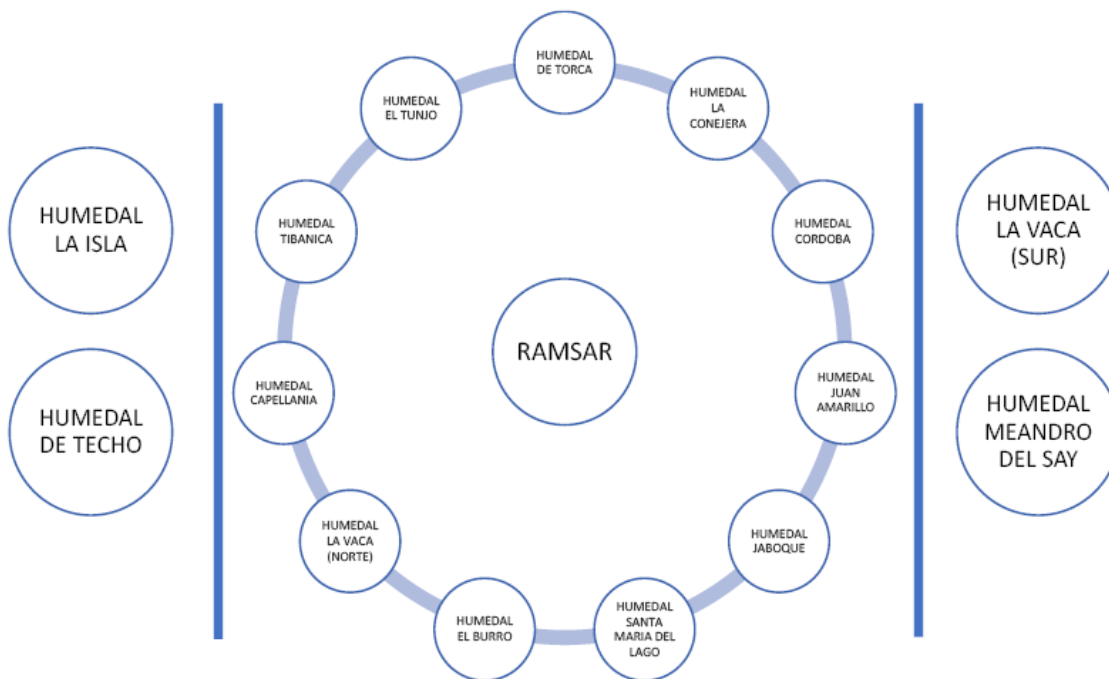 HUMEDAL
LA ISLA
HUMEDAL
DE TECHO
HUMEDAL
DE TORCA
HUMEDAL
LA
CONEJERA
HUMEDAL
CORDOBA
HUMEDAL
JUAN
AMARILLO
HUMEDAL
JABOQUE
HUMEDAL
SANTA
MARIA DEL
LAGO
HUMEDAL
EL BURRO
HUMEDAL
LA VACA
(NORTE)
HUMEDAL
CAPELLANIA
HUMEDAL
TIBANICA
HUMEDAL
EL TUNJO
RAMSAR
HUMEDAL
LA VACA
(SUR)
HUMEDAL
MEANDRO
DEL SAY